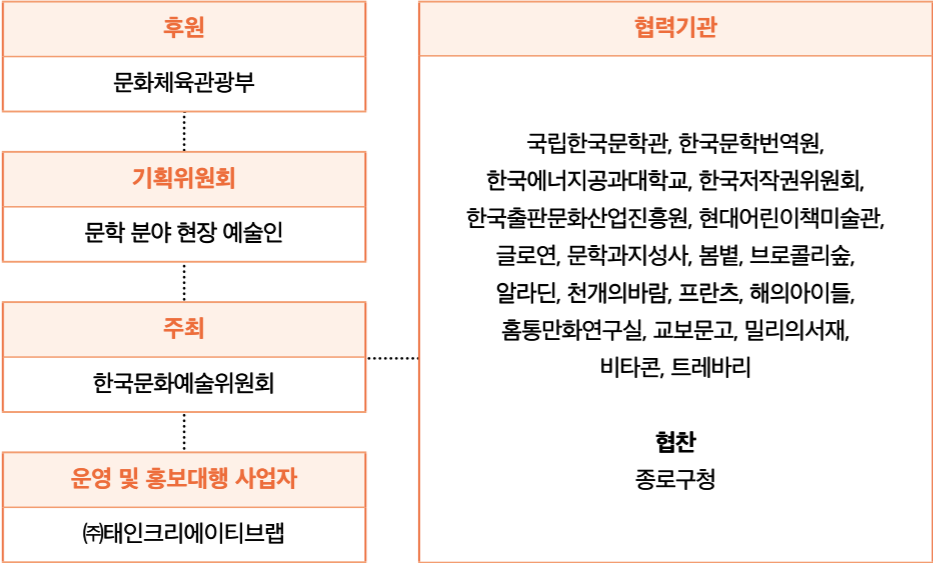 후원
문화체육관광부
기획위원회
문학 분야 현장 예술인
주최
한국문화예술위원회
운영 및 홍보대행 사업자
㈜태인크리에이티브랩
협력기관
국립한국문학관, 한국문학번역원,
한국에너지공과대학교, 한국저작권위원회,
한국출판문화산업진흥원, 현대어린이책미술관,
글로연, 문학과지성사, 봄볕, 브로콜리숲,
알라딘, 천개의바람, 프란츠, 해의아이들,
홈통만화연구실, 교보문고, 밀리의서재,
비타콘, 트레바리
협찬
종로구청